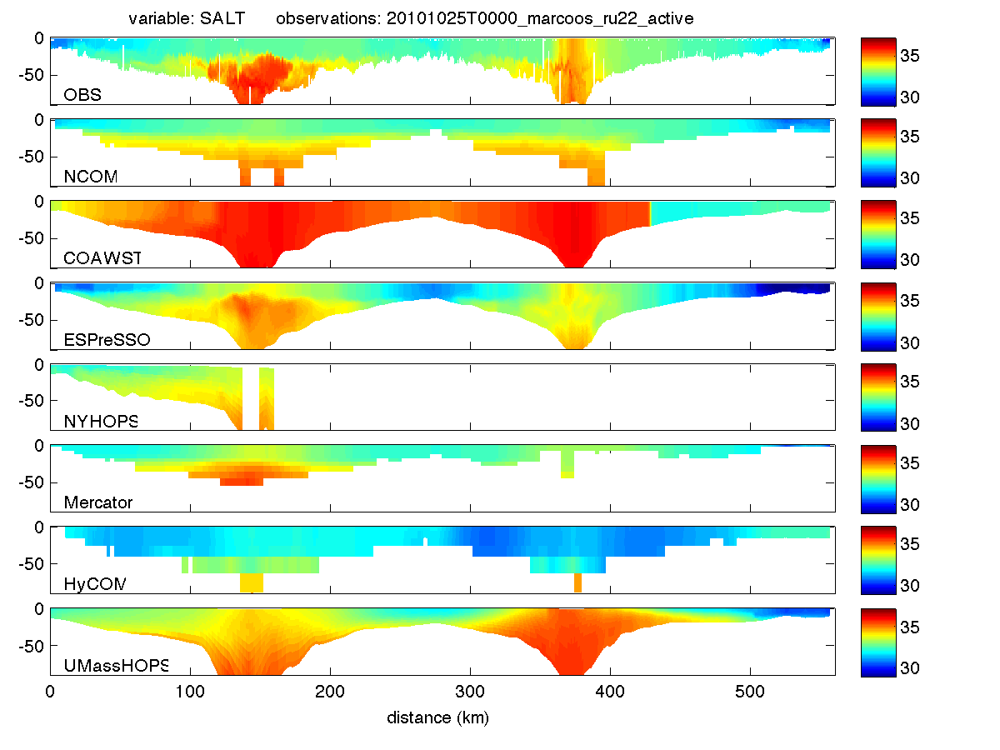 variable: SALT observations: 20101025T0000_marcoos_ru22_active
0
-50
OBS
35
30
0
-50
NCOM
35
30
0
-50
COAWST
35
30
0
-50
ESPreSSO
35
30
0
-50
NYHOPS
35
30
0
-50
Mercator
35
30
0
-50
HyCOM
35
30
0
-50
UMassHOPS
35
30
0 100 200 300 400 500
distance (km)